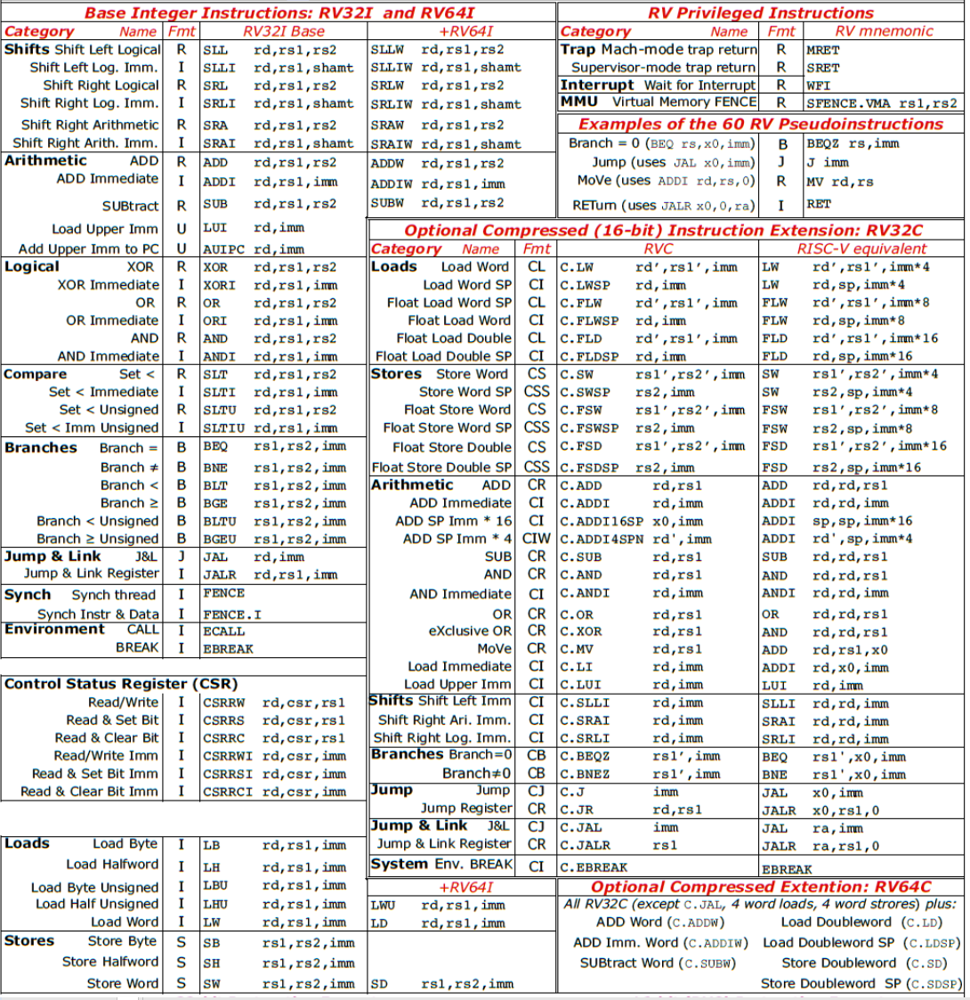 Base Integer Instructions: RV32I and RV64I
Category Name Fmt RV32I Base +RV64I
Shifts Shift Left Logical R SLL rd,rs1,rs2 SLLW rd,rs1,rs2
Shift Left Log. Imm. I SLLI rd,rs1,shamt SLLIW rd,rs1,shamt
Shift Right Logical R SRL rd,rs1,rs2 SRLW rd,rs1,rs2
Shift Right Log. Imm. I SRLI rd,rs1,shamt SRLIW rd,rs1,shamt
Shift Right Arithmetic R SRA rd,rs1,rs2 SRAW rd,rs1,rs2
Shift Right Arith. Imm. I SRAI rd,rs1,shamt SRAIW rd,rs1,shamt
Arithmetic ADD R ADD rd,rs1,rs2 ADDW rd,rs1,rs2
ADD Immediate I ADDI rd,rs1,imm ADDIW rd,rs1,imm
SUBtract R SUB rd,rs1,rs2 SUBW rd,rs1,rs2
Load Upper Imm U LUI rd,imm
Add Upper Imm to PC U AUIPC rd,imm
Logical XOR R XOR rd,rs1,rs2
XOR Immediate I XORI rd,rs1,imm
OR R OR rd,rs1,rs2
OR Immediate I ORI rd,rs1,imm
AND R AND rd,rs1,rs2
AND Immediate I ANDI rd,rs1,imm
Compare Set < R SLT rd,rs1,rs2
Set < Immediate I SLTI rd,rs1,imm
Set < Unsigned R SLTU rd,rs1,rs2
Set < Imm Unsigned I SLTIU rd,rs1,imm
Branches Branch = B BEQ rs1,rs2,imm
Branch ≠ B BNE rs1,rs2,imm
Branch < B BLT rs1,rs2,imm
Branch ≥ B BGE rs1,rs2,imm
Branch < Unsigned B BLTU rs1,rs2,imm
Branch ≥ Unsigned B BGEU rs1,rs2,imm
Jump & Link J&L J JAL rd,imm
Jump & Link Register I JALR rd,rs1,imm
Synch Synch thread I FENCE
Synch Instr & Data I FENCE.I
Environment CALL I ECALL
BREAK I EBREAK
Control Status Register (CSR)
Read/Write I CSRRW rd,csr,rs1
Read & Set Bit I CSRRS rd,csr,rs1
Read & Clear Bit I CSRRC rd,csr,rs1
Read/Write Imm I CSRRWI rd,csr,imm
Read & Set Bit Imm I CSRRSI rd,csr,imm
Read & Clear Bit Imm I CSRRCI rd,csr,imm
Loads Load Byte I LB rd,rs1,imm
Load Halfword I LH rd,rs1,imm
Load Byte Unsigned I LBU rd,rs1,imm +RV64I
Load Half Unsigned I LHU rd,rs1,imm LWU rd,rs1,imm
Load Word I LW rd,rs1,imm LD rd,rs1,imm
Stores Store Byte S SB rs1,rs2,imm
Store Halfword S SH rs1,rs2,imm
Store Word S SW rs1,rs2,imm SD rs1,rs2,imm
RV Privileged Instructions
Category Name Fmt RV mnemonic
Trap Mach-mode trap return R MRET
Supervisor-mode trap return R SRET
Interrupt Wait for Interrupt R WFI
MMU Virtual Memory FENCE R SFENCE.VMA rs1,rs2
Examples of the 60 RV Pseudoinstructions
Branch = 0 (BEQ rs,x0,imm) B BEQZ rs,imm
Jump (uses JAL x0,imm) J J imm
MoVe (uses ADDI rd,rs,0) R MV rd,rs
RETurn (uses JALR x0,0,ra) I RET
Optional Compressed (16-bit) Instruction Extension: RV32C
Category Name Fmt RVC RISC-V equivalent
Loads Load Word CL C.LW rd′,rs1′,imm LW rd′,rs1′,imm*4
Load Word SP CI C.LWSP rd,imm LW rd,sp,imm*4
Float Load Word SP CL C.FLW rd′,rs1′,imm FLW rd′,rs1′,imm*8
Float Load Word CI C.FLWSP rd,imm FLW rd,sp,imm*8
Float Load Double CL C.FLD rd′,rs1′,imm FLD rd′,rs1′,imm*16
Float Load Double SP CI C.FLDSP rd,imm FLD rd,sp,imm*16
Stores Store Word CS C.SW rs1′,rs2′,imm SW rs1′,rs2′,imm*4
Store Word SP CSS C.SWSP rs2,imm SW rs2,sp,imm*4
Float Store Word CS C.FSW rs1′,rs2′,imm FSW rs1′,rs2′,imm*8
Float Store Word SP CSS C.FSWSP rs2,imm FSW rs2,sp,imm*8
Float Store Double CS C.FSD rs1′,rs2′,imm FSD rs1′,rs2′,imm*16
Float Store Double SP CSS C.FSDSP rs2,imm FSD rs2,sp,imm*16
Arithmetic ADD CR C.ADD rd,rs1 ADD rd,rd,rs1
ADD Immediate CI C.ADDI rd,imm ADDI rd,rd,imm
ADD SP Imm * 16 CI C.ADDI16SP x0,imm ADDI sp,sp,imm*16
ADD SP Imm * 4 CIW C.ADDI4SPN rd',imm ADDI rd',sp,imm*4
SUB CR C.SUB rd,rs1 SUB rd,rd,rs1
AND CR C.AND rd,rs1 AND rd,rd,rs1
AND Immediate CI C.ANDI rd,imm ANDI rd,rd,imm
OR CR C.OR rd,rs1 OR rd,rd,rs1
eXclusive OR CR C.XOR rd,rs1 AND rd,rd,rs1
MoVe CR C.MV rd,rs1 ADD rd,rs1,x0
Load Immediate CI C.LI rd,imm ADDI rd,x0,imm
Load Upper Imm CI C.LUI rd,imm LUI rd,imm
Shifts Shift Left Imm CI C.SLLI rd,imm SLLI rd,rd,imm
Shift Right Ari. Imm. CI C.SRAI rd,imm SRAI rd,rd,imm
Shift Right Log. Imm. CI C.SRLI rd,imm SRLI rd,rd,imm
Branches Branch=0 CB C.BEQZ rs1′,imm BEQ rs1',x0,imm
Branch≠0 CB C.BNEZ rs1′,imm BNE rs1',x0,imm
Jump Jump CJ C.J imm JAL x0,imm
Jump Register CR C.JR rd,rs1 JALR x0,rs1,0
Jump & Link J&L CJ C.JAL imm JAL ra,imm
Jump & Link Register CR C.JALR rs1 JALR ra,rs1,0
System Env. BREAK CI C.EBREAK EBREAK
Optional Compressed Extention: RV64C
All RV32C (except C.JAL, 4 word loads, 4 word strores) plus:
ADD Word (C.ADDW) Load Doubleword (C.LD)
ADD Imm. Word (C.ADDIW) Load Doubleword SP (C.LDSP)
SUBtract Word (C.SUBW) Store Doubleword (C.SD)
Store Doubleword SP (C.SDSP)